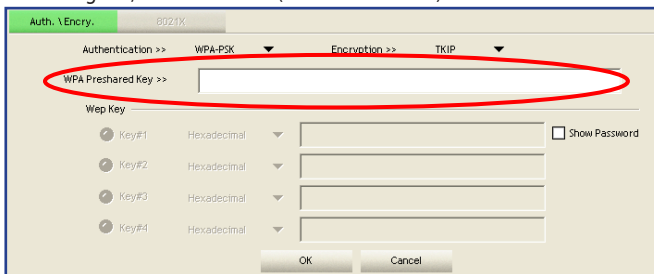 Auth. \ Encry. 802.1X
Authentication >> WPA-PSK Encryption >> TKIP
WPA Preshared Key >>
Wep Key
Key#1 Hexadecimal Show Password
Key#2 Hexadecimal
Key#3 Hexadecimal
Key#4 Hexadecimal
OK Cancel